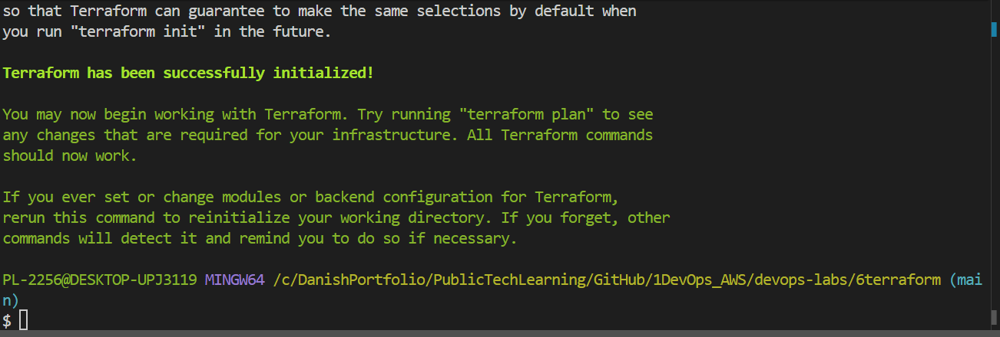 so that Terraform can guarantee to make the same selections by default when
you run "terraform init" in the future.
Terraform has been successfully initialized!
You may now begin working with Terraform. Try running "terraform plan" to see
any changes that are required for your infrastructure. All Terraform commands
should now work.
If you ever set or change modules or backend configuration for Terraform,
rerun this command to reinitialize your working directory. If you forget, other
commands will detect it and remind you to do so if necessary.
PL-2256@DESKTOP-UPJ3119 MINGW64 /c/DanishPortfolio/PublicTechLearning/GitHub/1DevOps_AWS/devops-labs/6terraform (mai
n)
$